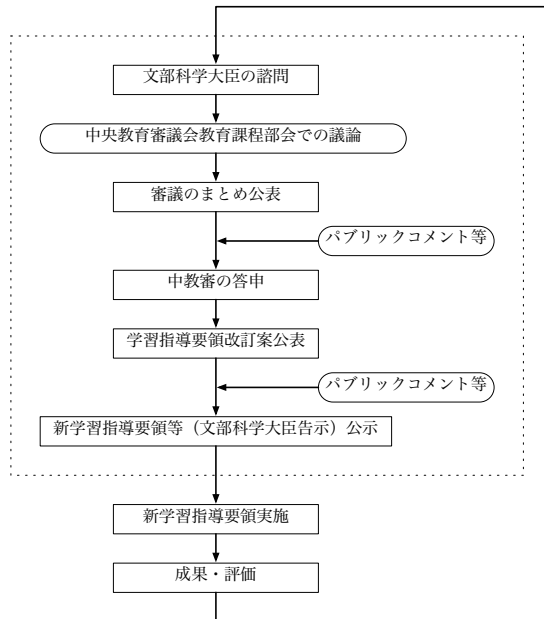 文部科学大臣の諮問
中央教育審議会教育課程部会での議論
審議のまとめ公表
パブリックコメント等
中教審の答申
学習指導要領改訂案公表
パブリックコメント等
新学習指導要領等（文部科学大臣告示）公示
新学習指導要領実施
成果・評価